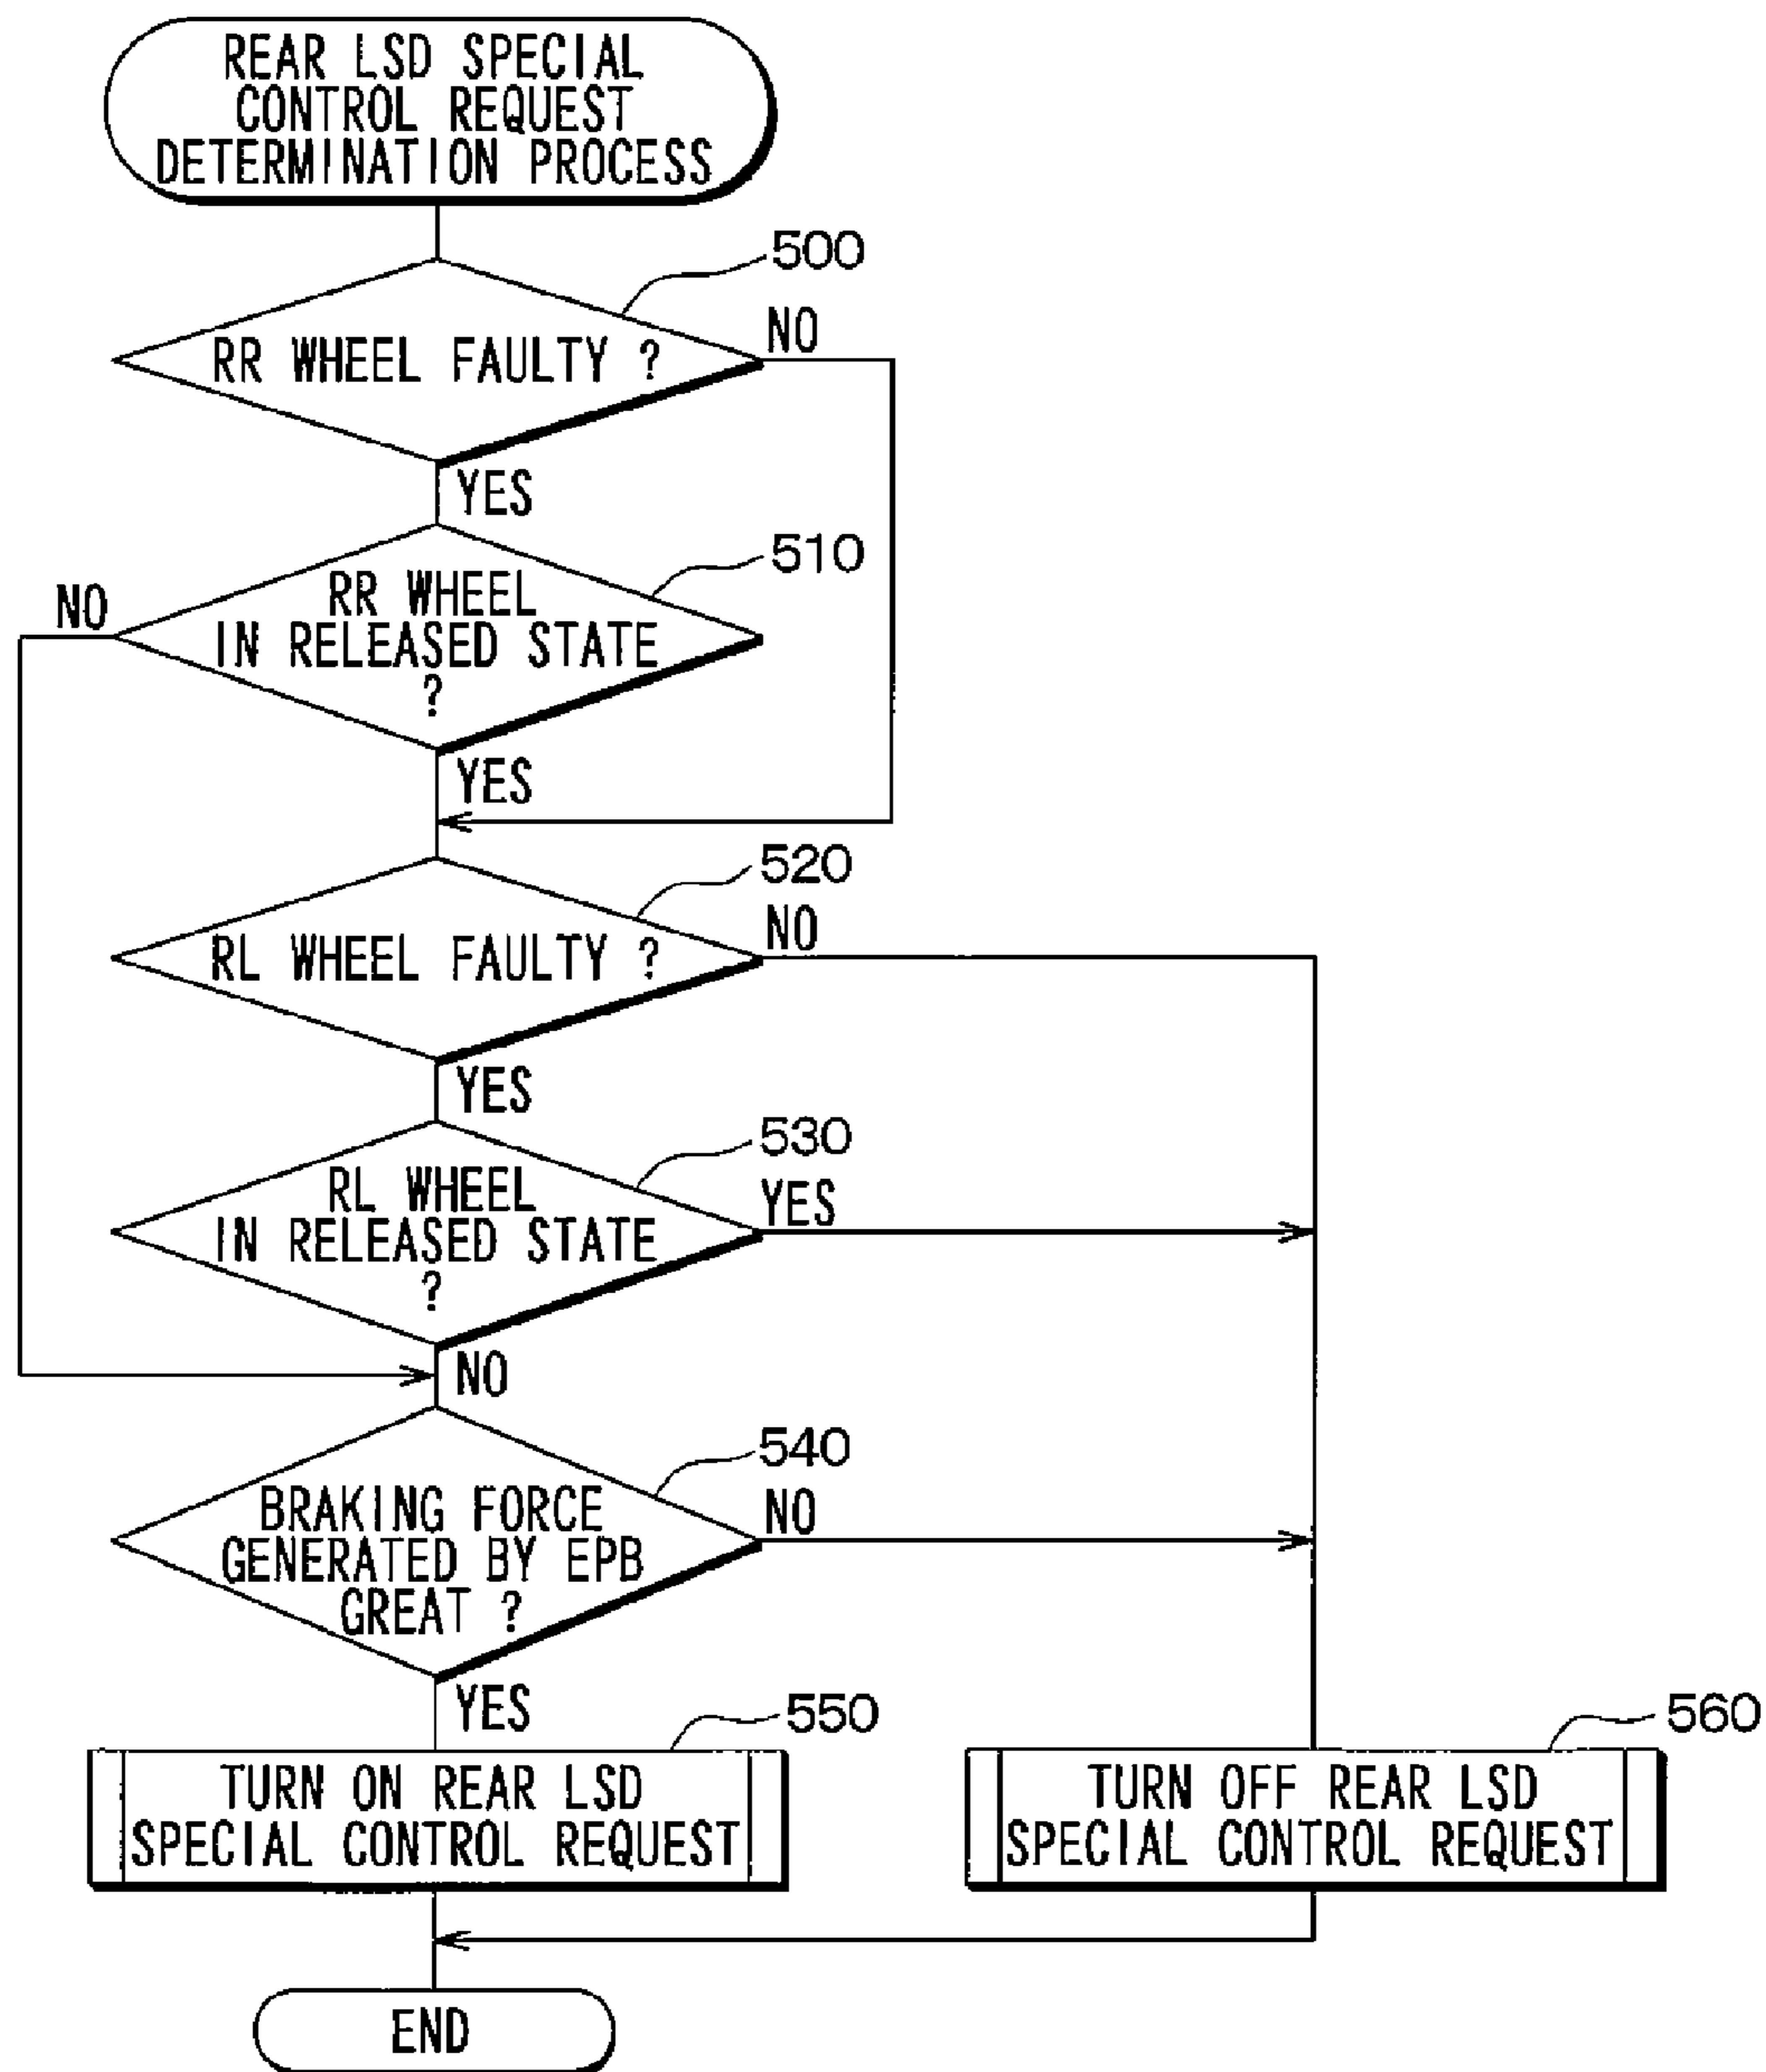 REAR LSD SPECIAL
CONTROL REQUEST
DETERMINATION PROCESS
500
RR WHEEL FAULTY ?
NO
YES
510
RR WHEEL
IN RELEASED STATE
?
NO
YES
520
RL WHEEL FAULTY ?
NO
YES
530
RL WHEEL
IN RELEASED STATE
?
YES
NO
540
BRAKING FORCE
GENERATED BY EPB
GREAT ?
NO
YES
550
TURN ON REAR LSD
SPECIAL CONTROL REQUEST
560
TURN OFF REAR LSD
SPECIAL CONTROL REQUEST
END